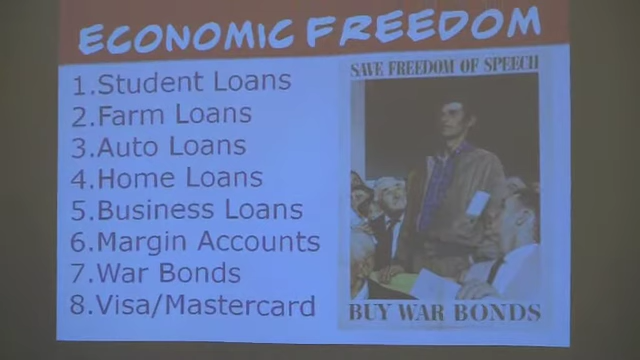 ECONOMIC FREEDOM
1.Student Loans
2.Farm Loans
3.Auto Loans
4.Home Loans
5.Business Loans
6.Margin Accounts
7.War Bonds
8.Visa/Mastercard
SAVE FREEDOM OF SPEECH
BUY WAR BONDS